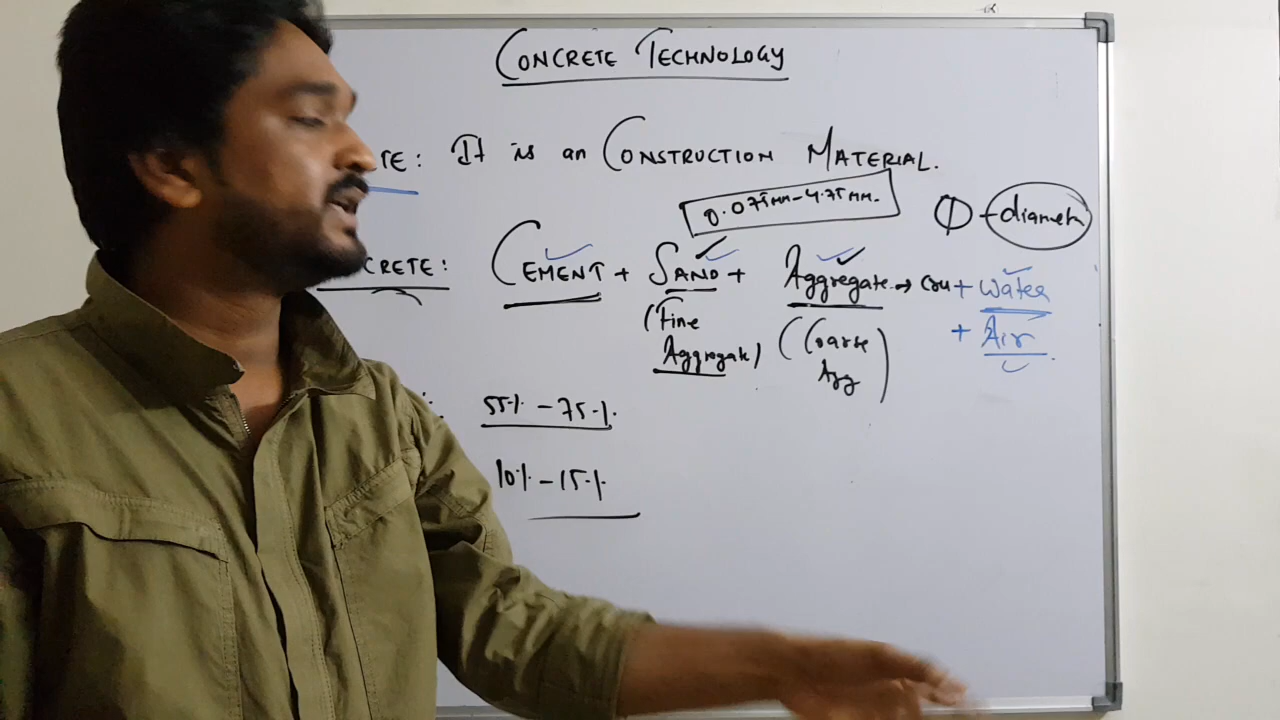 CONCRETE TECHNOLOGY
TE: It is an CONSTRUCTION MATERIAL.
0.075MM-4.75MM.
Φ - diameter
CRETE: CEMENT + SAND + Aggregate → Cru + Water
(Fine Aggregate) (Coarse Agg) + Air.
55% - 75%.
10% - 15%